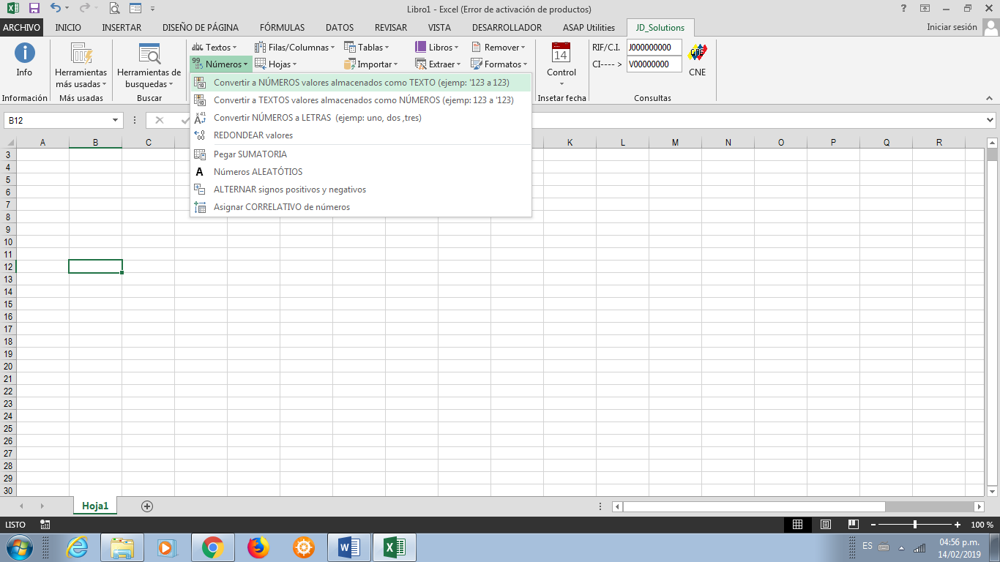 Libro1 - Excel (Error de activación de productos)
ARCHIVO INICIO INSERTAR DISEÑO DE PÁGINA FÓRMULAS DATOS REVISAR VISTA DESARROLLADOR ASAP Utilities JD_Solutions Iniciar sesión
Info
Información
Herramientas
más usadas
Más usadas
Herramientas de
busquedas
Buscar
Textos Filas/Columnas Tablas Libros Remover
Números Hojas Importar Extraer Formatos
14
Control
Insetar fecha
RIF/C.I. J000000000
CI---- > V00000000
CNE
Consultas
Convertir a NÚMEROS valores almacenados como TEXTO (ejemp: '123 a 123)
Convertir a TEXTOS valores almacenados como NÚMEROS (ejemp: 123 a '123)
Convertir NÚMEROS a LETRAS (ejemp: uno, dos ,tres)
REDONDEAR valores
Pegar SUMATORIA
Números ALEATÓTIOS
ALTERNAR signos positivos y negativos
Asignar CORRELATIVO de números
B12
A B C K L M N O P Q R
3
4
5
6
7
8
9
10
11
12
13
14
15
16
17
18
19
20
21
22
23
24
25
26
27
28
29
30
Hoja1
LISTO 100 %
ES 04:56 p.m.
14/02/2019